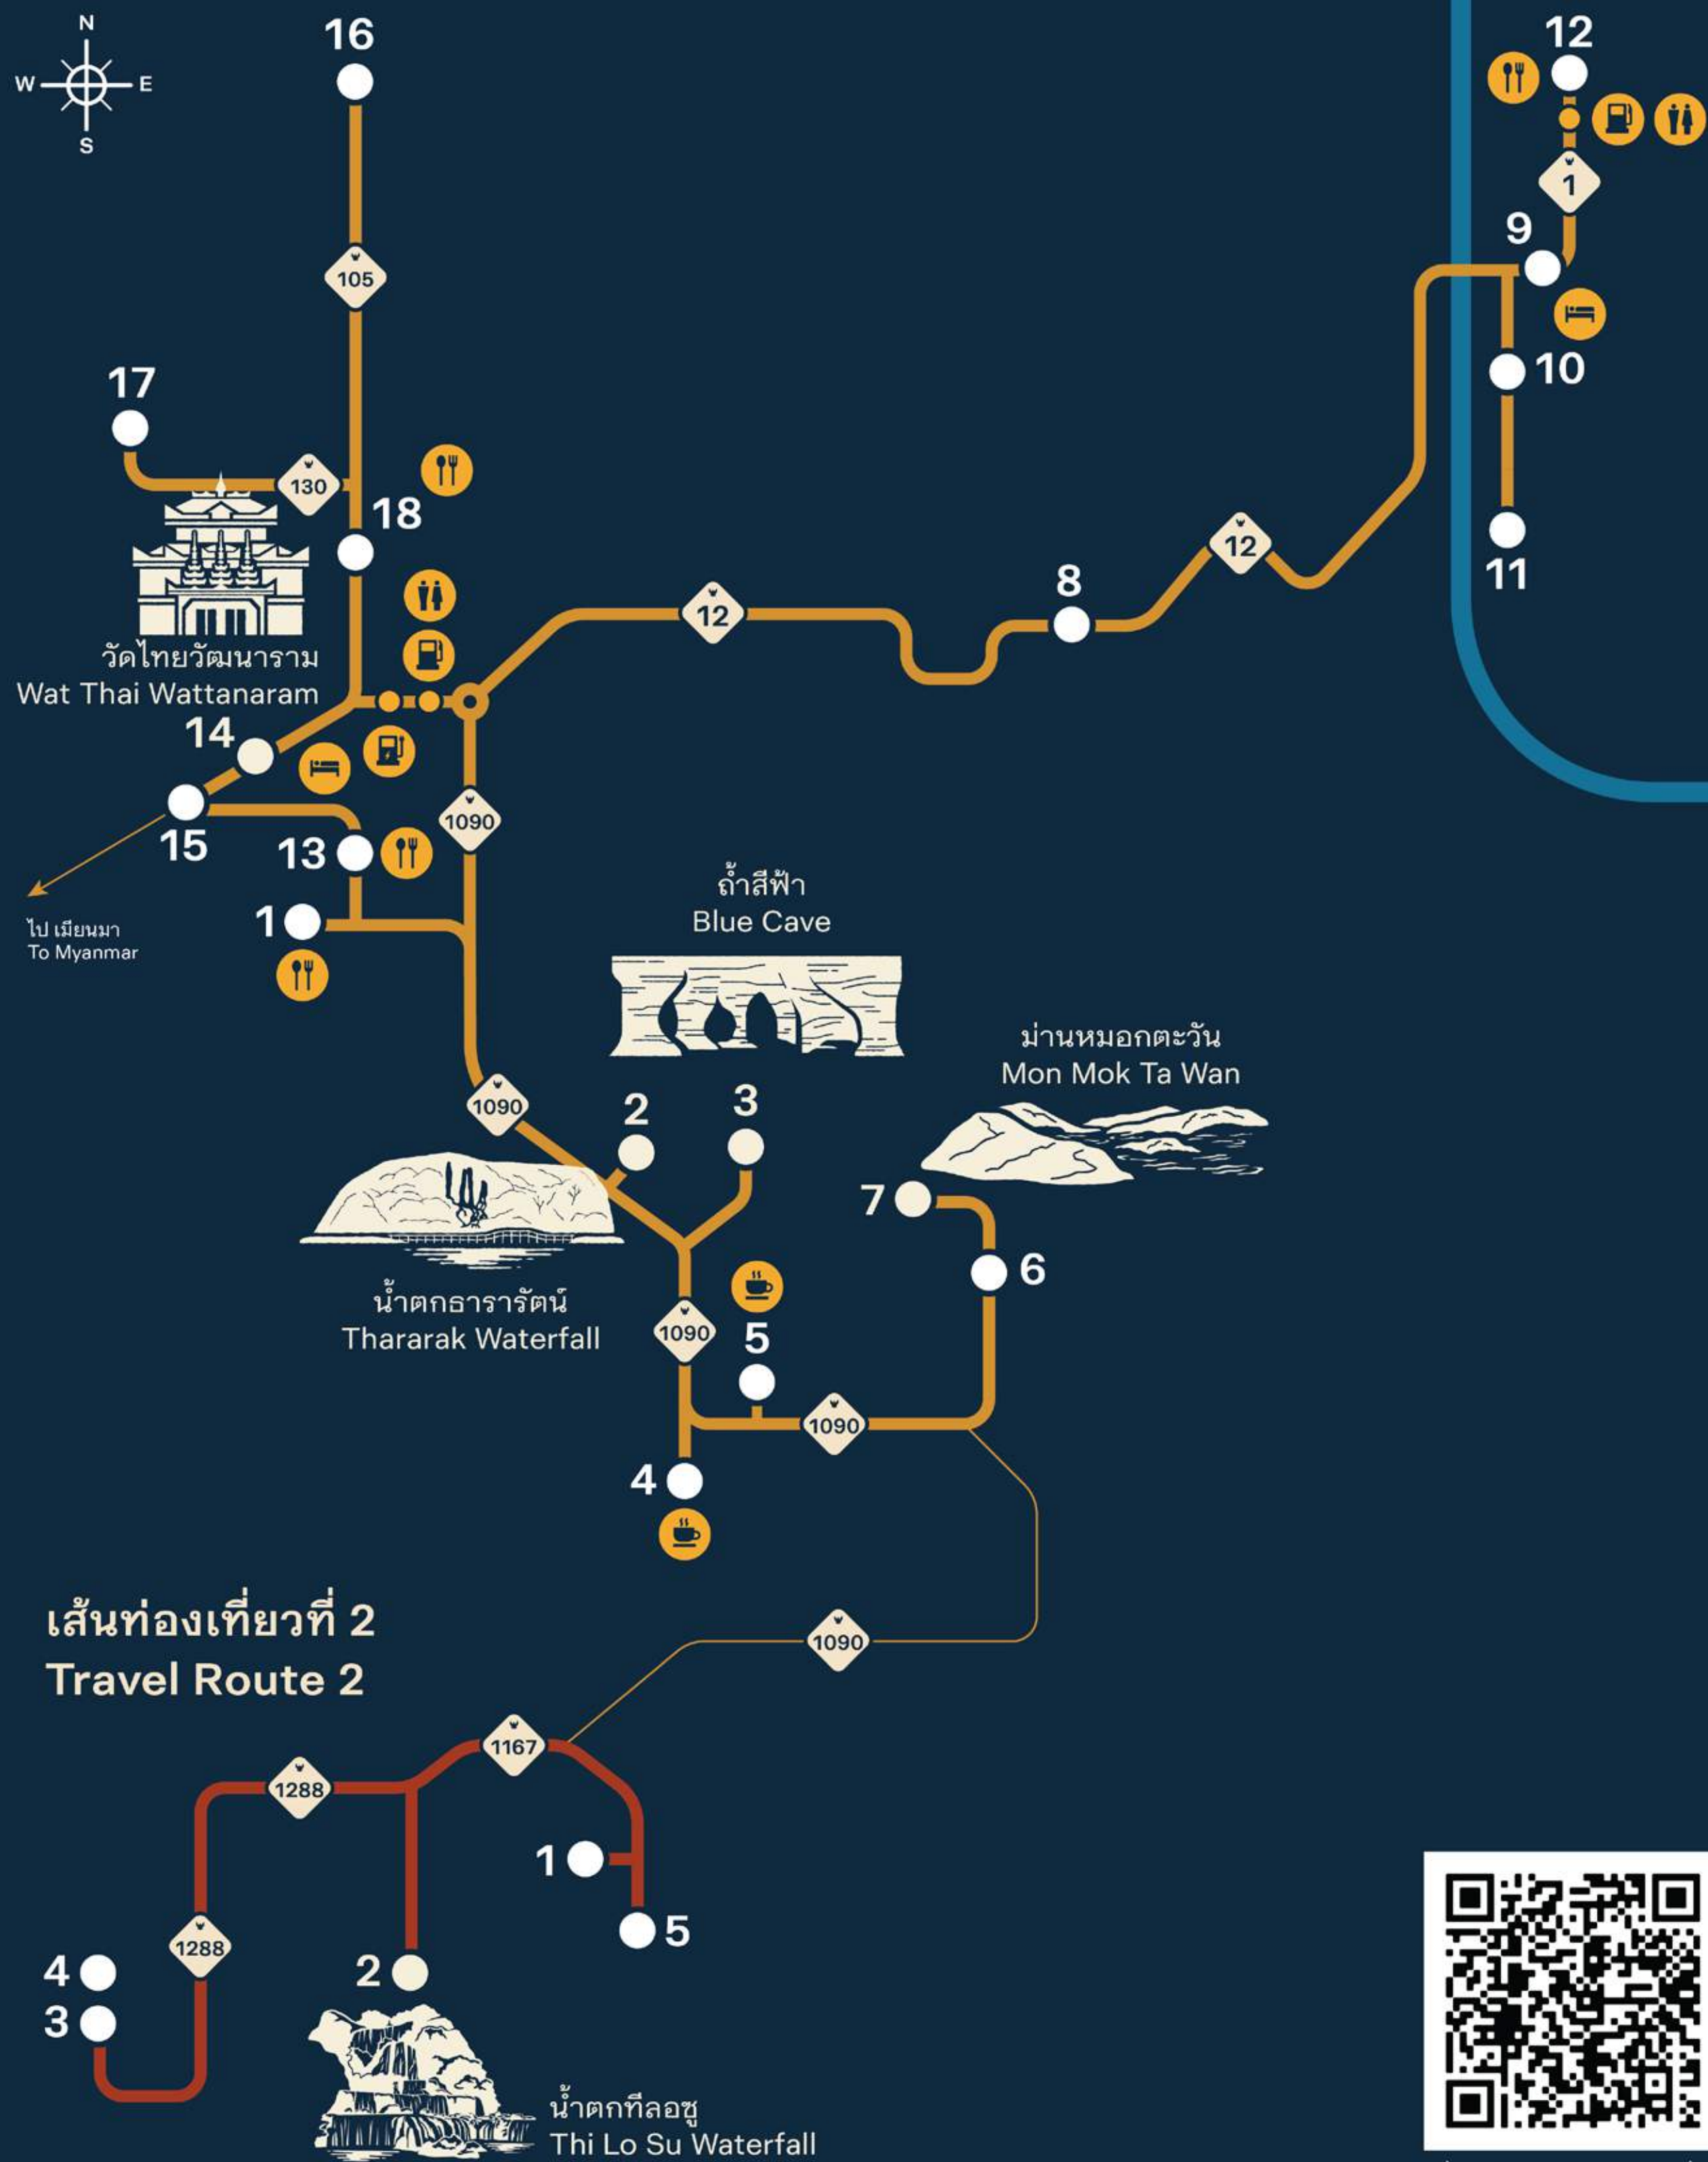 N
W
E
S
16
12
1
9
105
10
17
130
18
12
11
8
12
วัดไทยวัฒนาราม
Wat Thai Wattanaram
14
15
1090
13
1
ไป เมียนมา
To Myanmar
ถ้ำสีฟ้า
Blue Cave
ม่านหมอกตะวัน
Mon Mok Ta Wan
1090
2
3
7
6
น้ำตกธารารัตน์
Thararak Waterfall
1090
5
1090
4
เส้นท่องเที่ยวที่ 2
Travel Route 2
1090
1167
1288
1
5
1288
4
2
3
น้ำตกทีลอซู
Thi Lo Su Waterfall